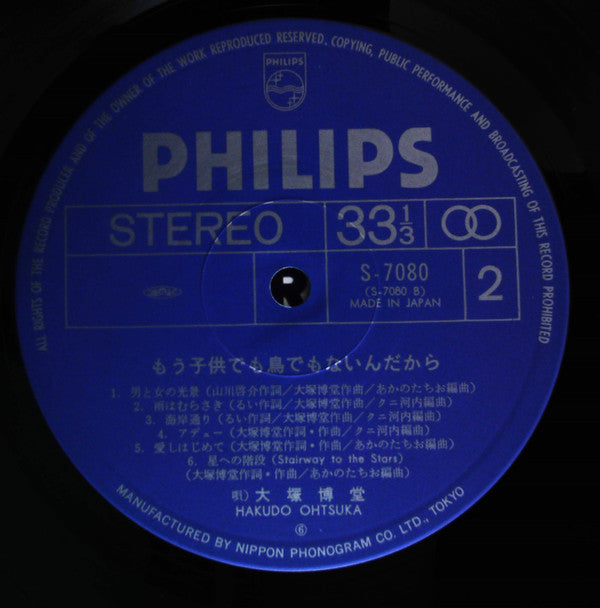 ALL RIGHTS OF THE RECORD PRODUCER AND OF THE OWNER OF THE WORK REPRODUCED RESERVED, COPYING, PUBLIC PERFORMANCE AND BROADCASTING OF THIS RECORD PROHIBITED
PHILIPS
PHILIPS
STEREO 33 1/3
S-7080
(S-7080 B)
MADE IN JAPAN
2
もう子供でも鳥でもないんだから
1. 男と女の光景 (山川啓介作詞/大塚博堂作曲/あかのたちお編曲)
2. 雨はむらさき (るい作詞/大塚博堂作曲/クニ河内編曲)
3. 海岸通り (るい作詞/大塚博堂作曲/クニ河内編曲)
4. アデュー (大塚博堂作詞・作曲/クニ河内編曲)
5. 愛しはじめて (大塚博堂作詞・作曲/あかのたちお編曲)
6. 星への階段 (Stairway to the Stars)
(大塚博堂作詞・作曲/あかのたちお編曲)
唄) 大塚博堂
HAKUDO OHTSUKA
⑥
MANUFACTURED BY NIPPON PHONOGRAM CO. LTD., TOKYO